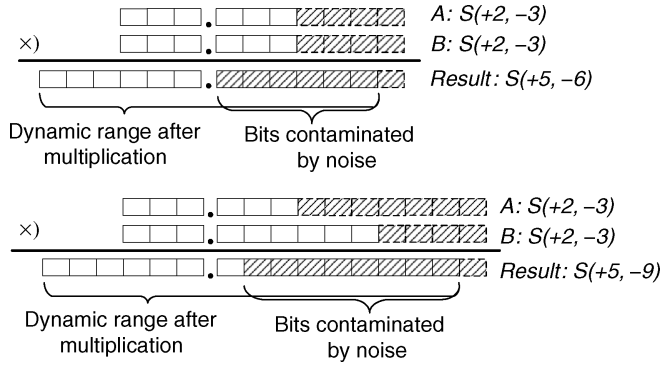 A: S(+2, −3)
×) B: S(+2, −3)
Result: S(+5, −6)
Dynamic range after
multiplication
Bits contaminated
by noise
A: S(+2, −3)
×) B: S(+2, −3)
Result: S(+5, −9)
Dynamic range after
multiplication
Bits contaminated
by noise